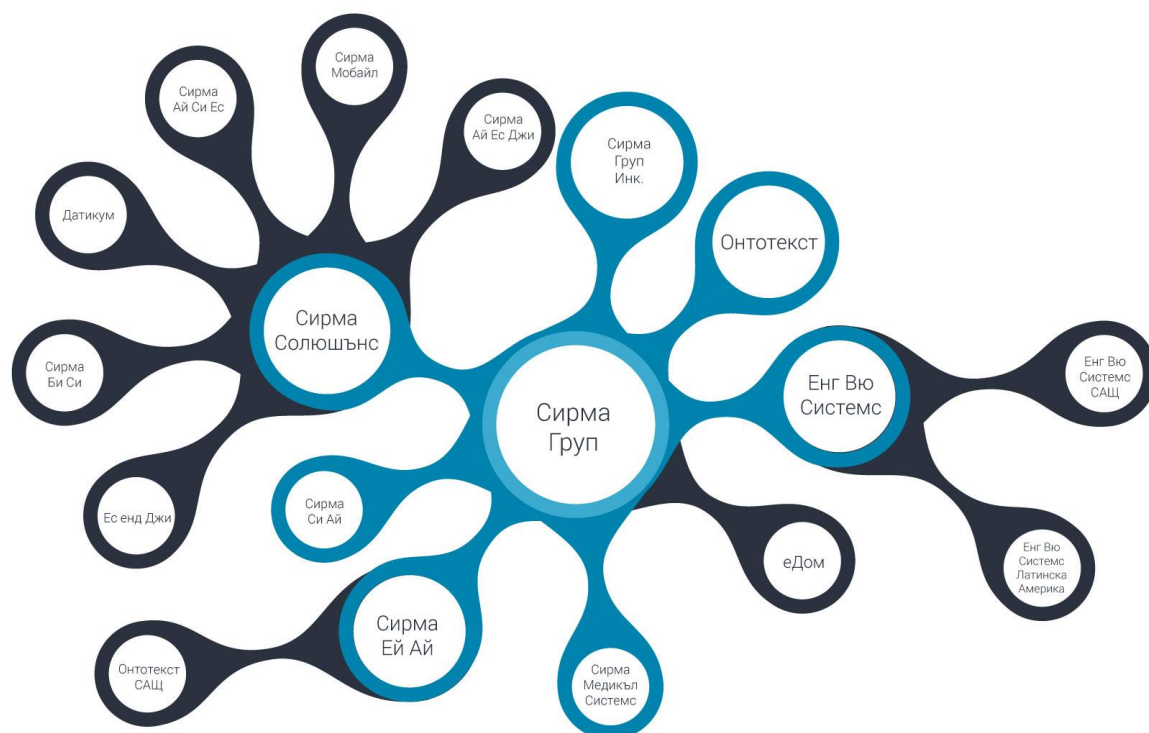 Сирма
Мобайл
Сирма
Ай Си Ес
Сирма
Ай Ес Джи
Сирма
Груп
Инк.
Датикум
Онтотекст
Сирма
Солюшънс
Сирма
Би Си
Енг Вю
Системс
САЩ
Енг Вю
Системс
Сирма
Груп
Сирма
Си Ай
Ес енд Джи
еДом
Енг Вю
Системс
Латинска
Америка
Сирма
Ей Ай
Онтотекст
САЩ
Сирма
Медикъл
Системс